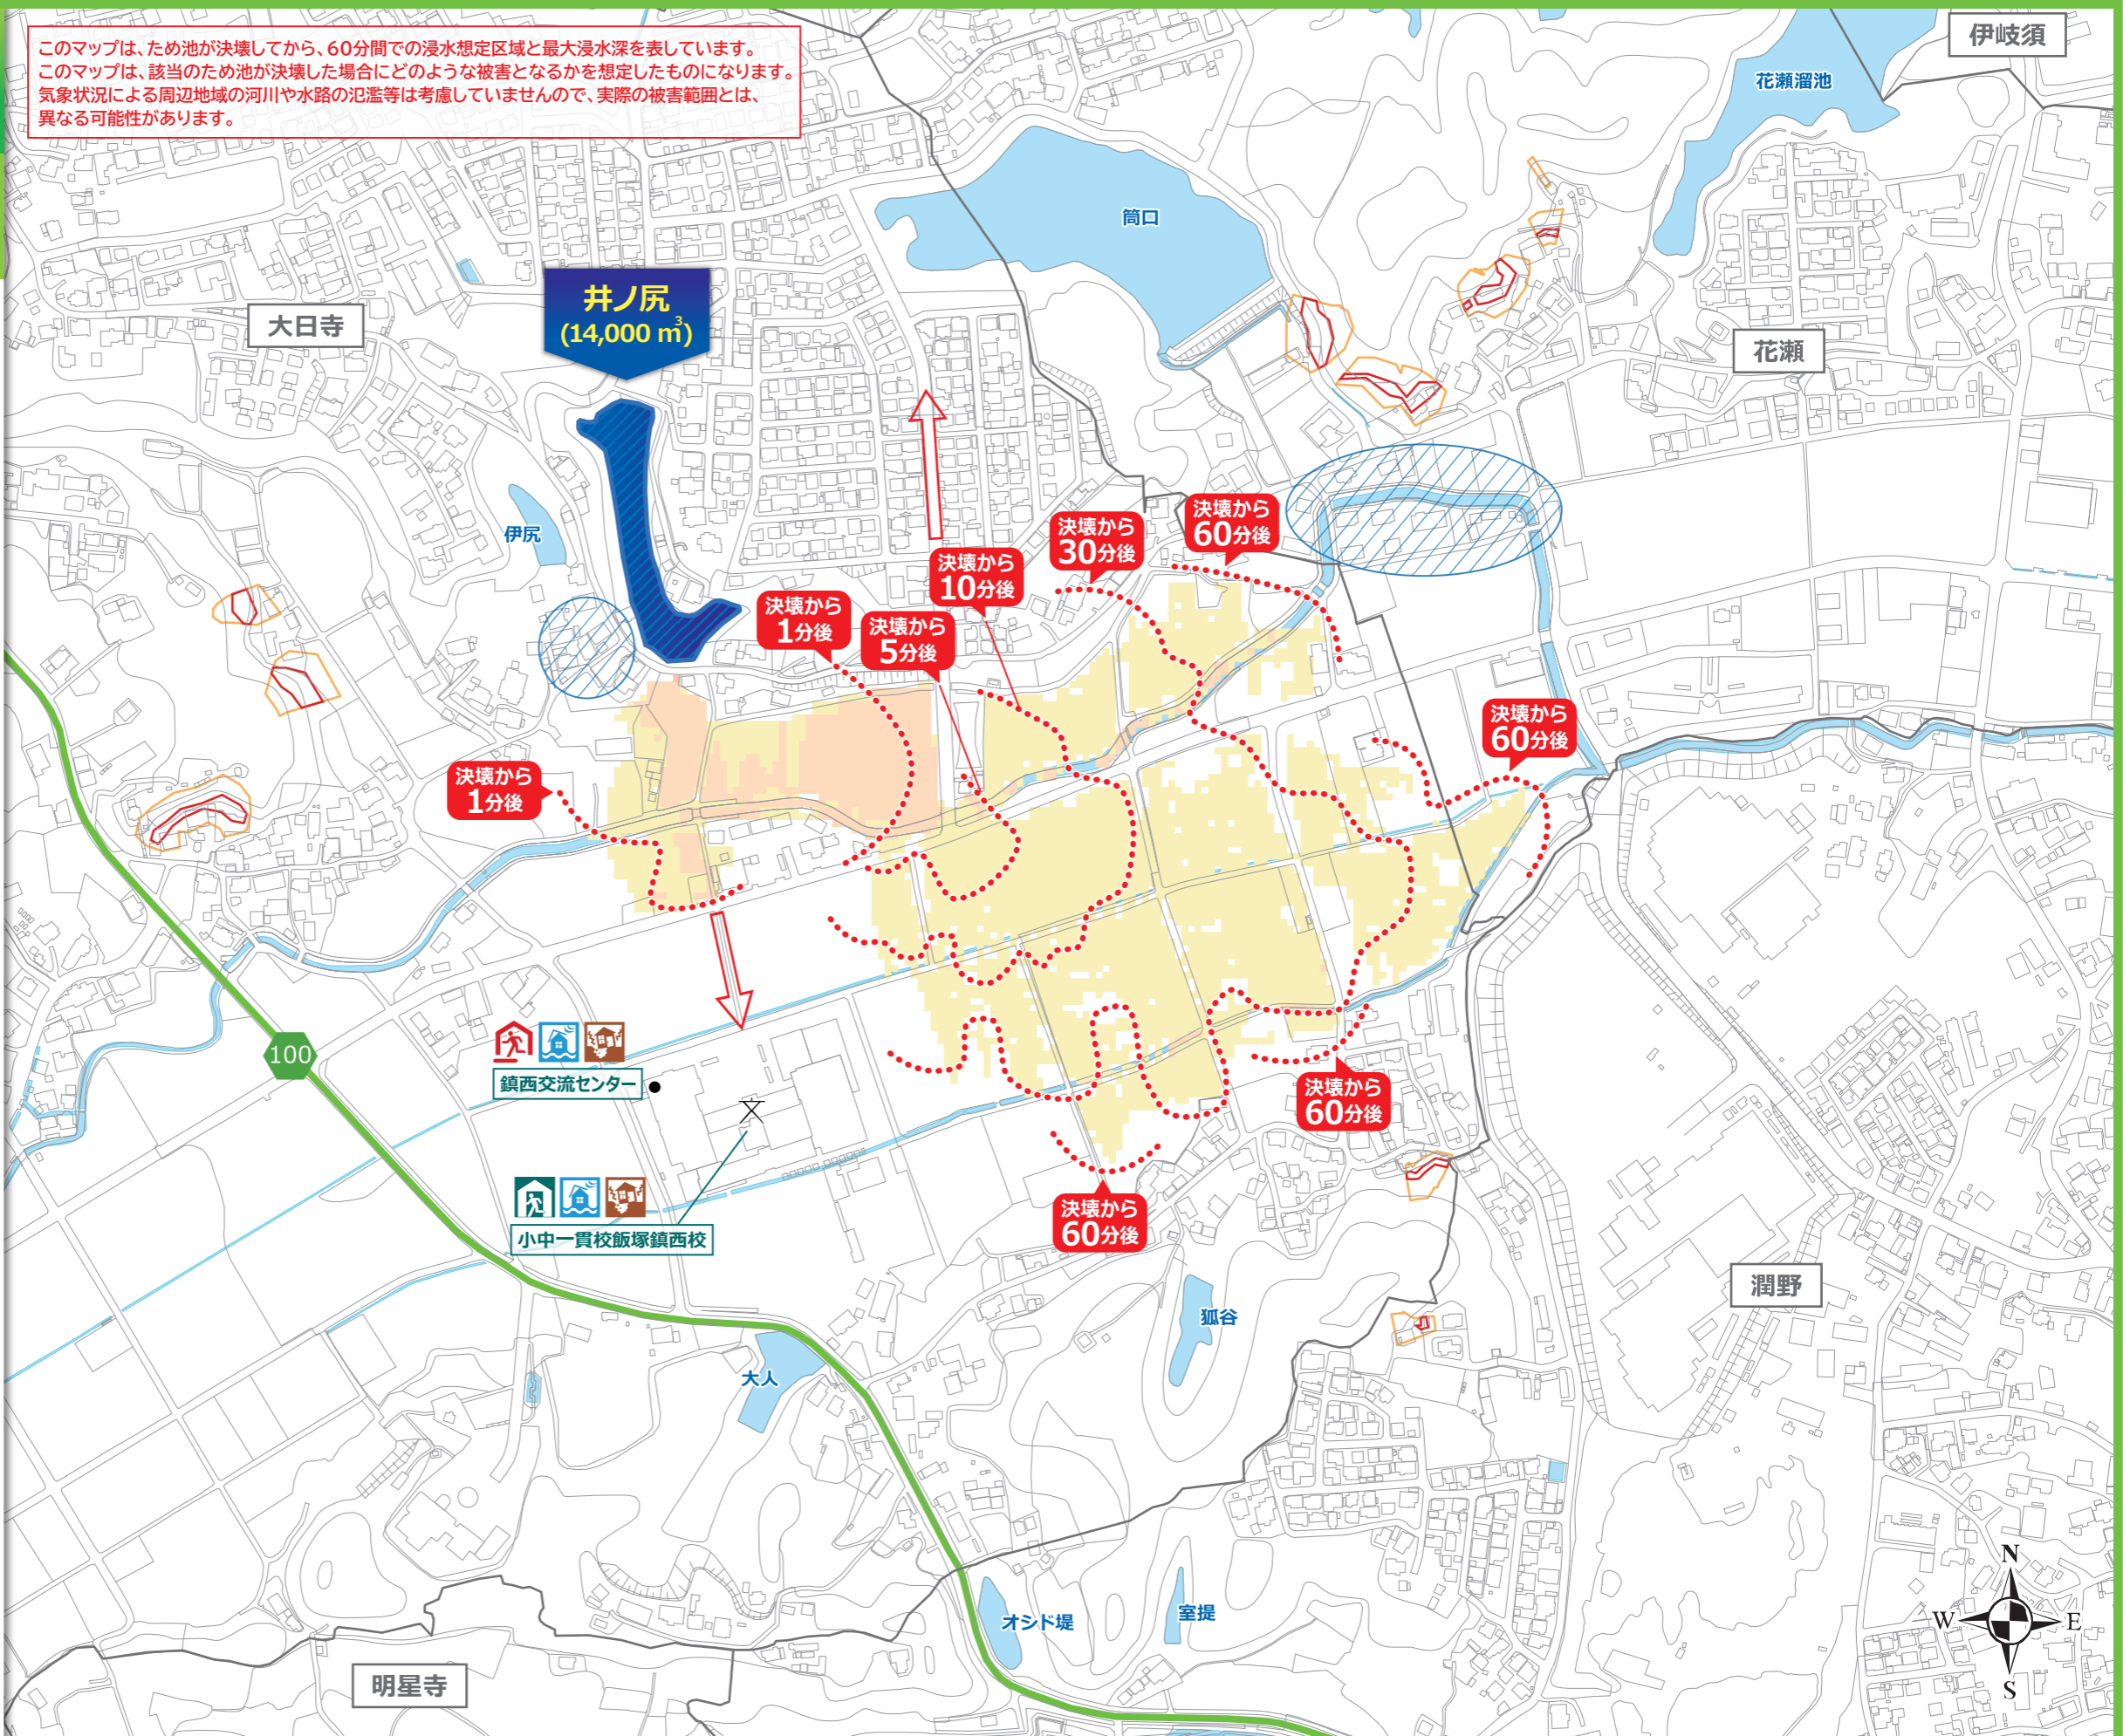 このマップは、ため池が決壊してから、60分間での浸水想定区域と最大浸水深を表しています。
このマップは、該当のため池が決壊した場合にどのような被害となるかを想定したものになります。
気象状況による周辺地域の河川や水路の氾濫等は考慮していませんので、実際の被害範囲とは、
異なる可能性があります。
伊岐須
花瀬溜池
筒口
井ノ尻
(14,000 ㎥)
大日寺
花瀬
伊尻
決壊から
60分後
決壊から
30分後
決壊から
10分後
決壊から
1分後
決壊から
5分後
決壊から
60分後
決壊から
1分後
100
鎮西交流センター
文
決壊から
60分後
小中一貫校飯塚鎮西校
決壊から
60分後
潤野
狐谷
大人
オシド堤
室提
明星寺
N
W
E
S